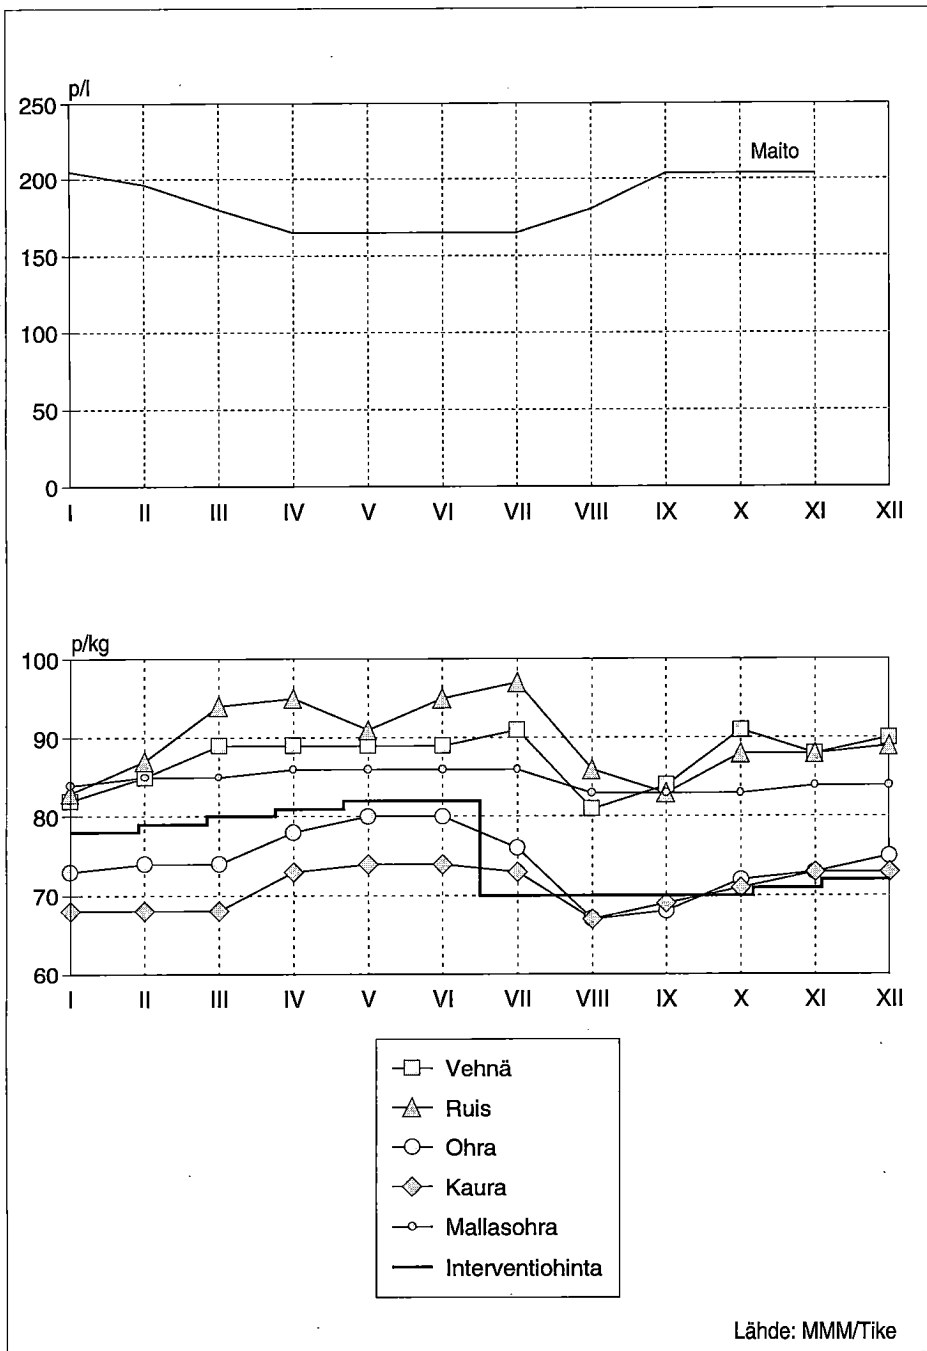 p/l
250
200
150
100
50
0
Maito
I II III IV V VI VII VIII IX X XI XII
p/kg
100
90
80
70
60
I II III IV V VI VII VIII IX X XI XII
Vehnä
Ruis
Ohra
Kaura
Mallasohra
Interventiohinta
Lähde: MMM/Tike